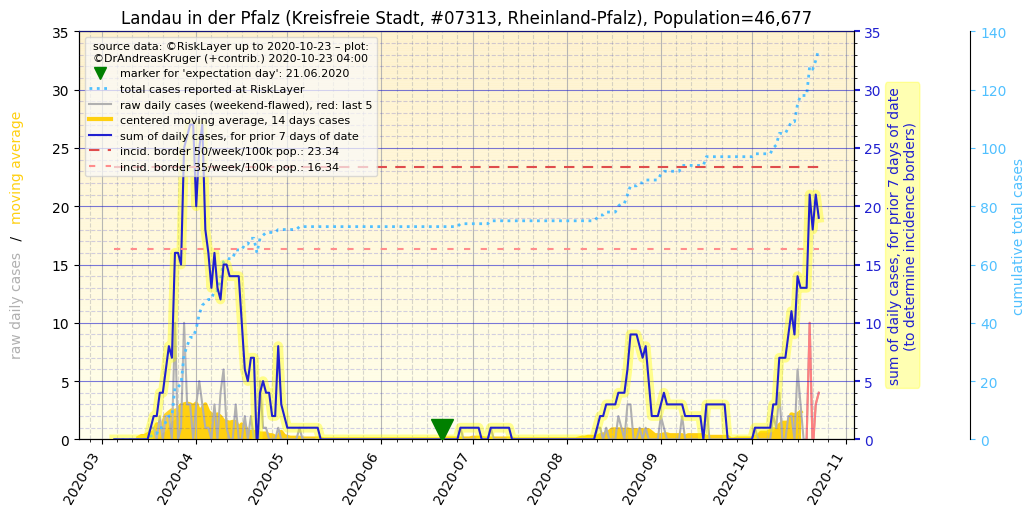 Landau in der Pfalz (Kreisfreie Stadt, #07313, Rheinland-Pfalz), Population=46,677
source data: ©RiskLayer up to 2020-10-23 – plot:
©DrAndreasKruger (+contrib.) 2020-10-23 04:00
marker for 'expectation day': 21.06.2020
total cases reported at RiskLayer
raw daily cases (weekend-flawed), red: last 5
centered moving average, 14 days cases
sum of daily cases, for prior 7 days of date
incid. border 50/week/100k pop.: 23.34
incid. border 35/week/100k pop.: 16.34
raw daily cases / moving average
35
30
25
20
15
10
5
0
2020-03
2020-04
2020-05
2020-06
2020-07
2020-08
2020-09
2020-10
2020-11
35
30
25
20
15
10
5
0
sum of daily cases, for prior 7 days of date
(to determine incidence borders)
140
120
100
80
60
40
20
0
cumulative total cases